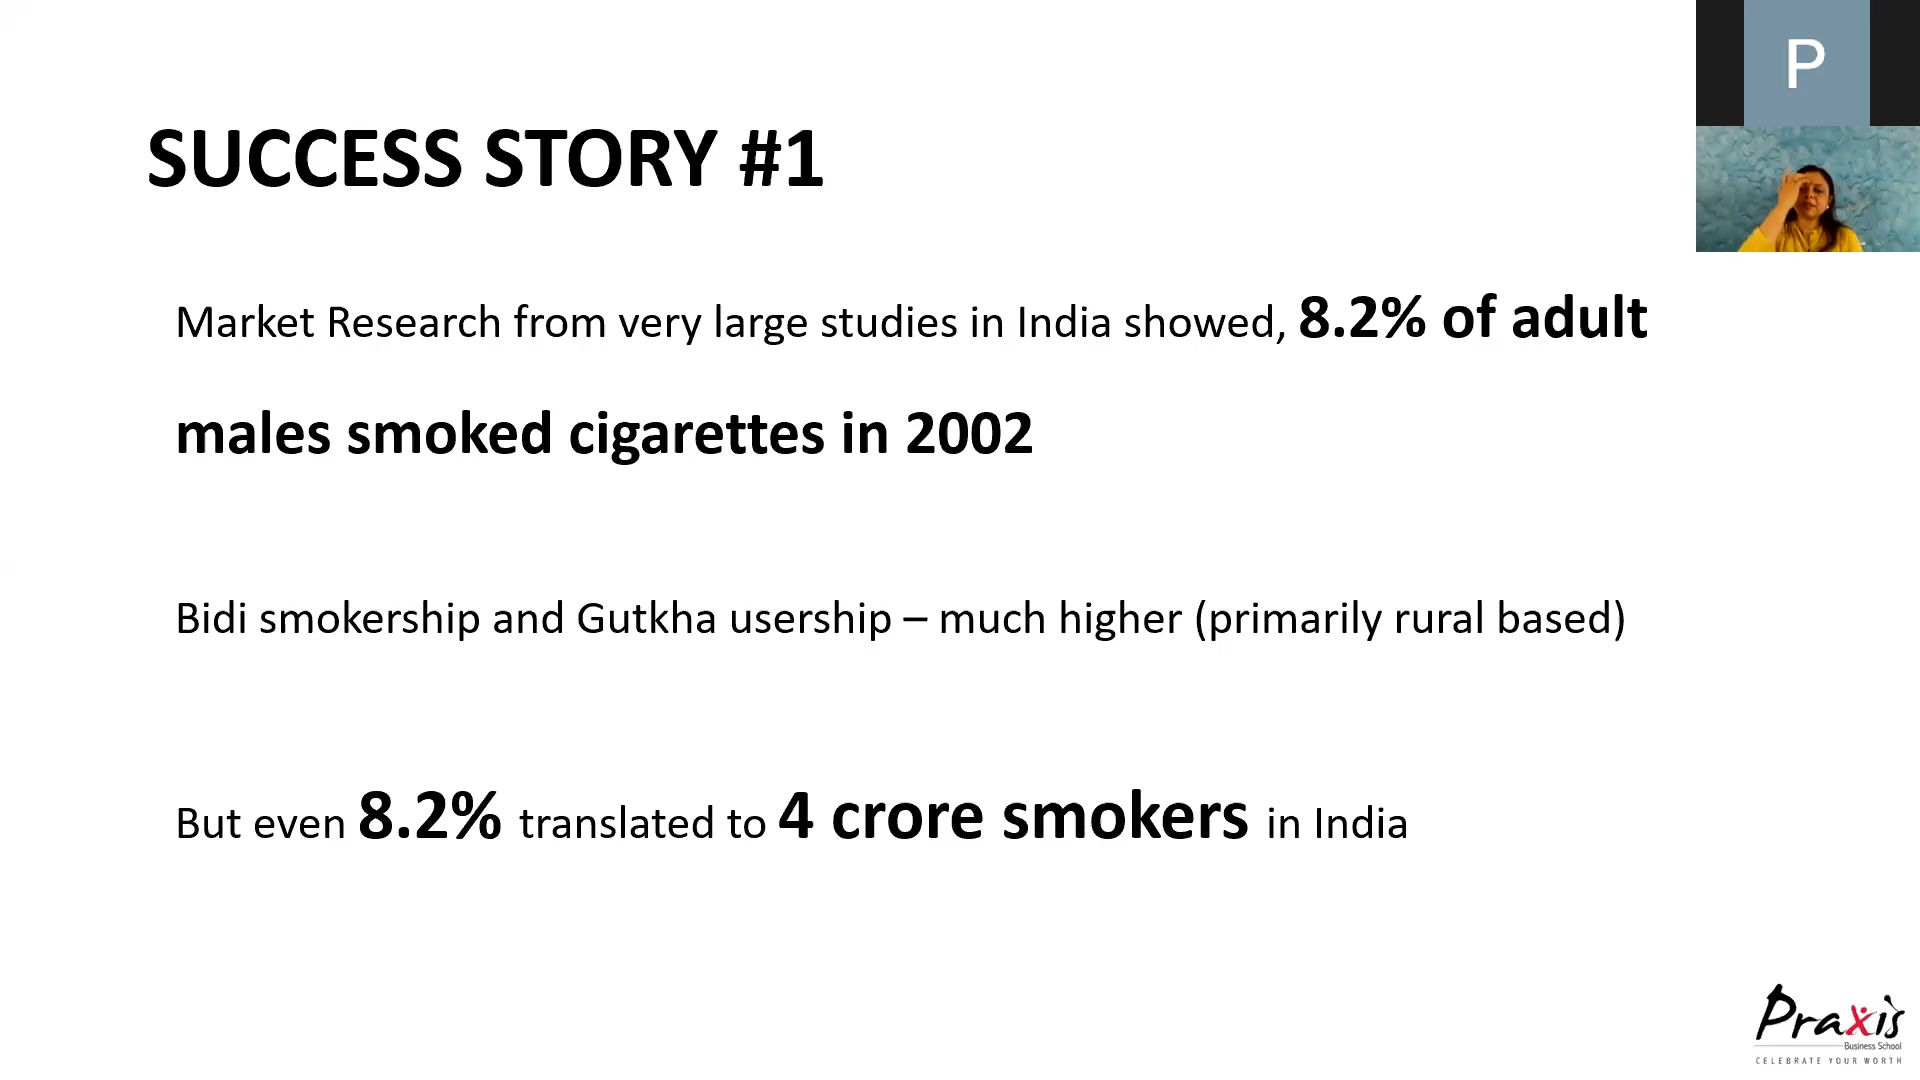 P
SUCCESS STORY #1
Market Research from very large studies in India showed, 8.2% of adult
males smoked cigarettes in 2002
Bidi smokership and Gutkha usership – much higher (primarily rural based)
But even 8.2% translated to 4 crore smokers in India
Praxis
Business School
CELEBRATE YOUR WORTH